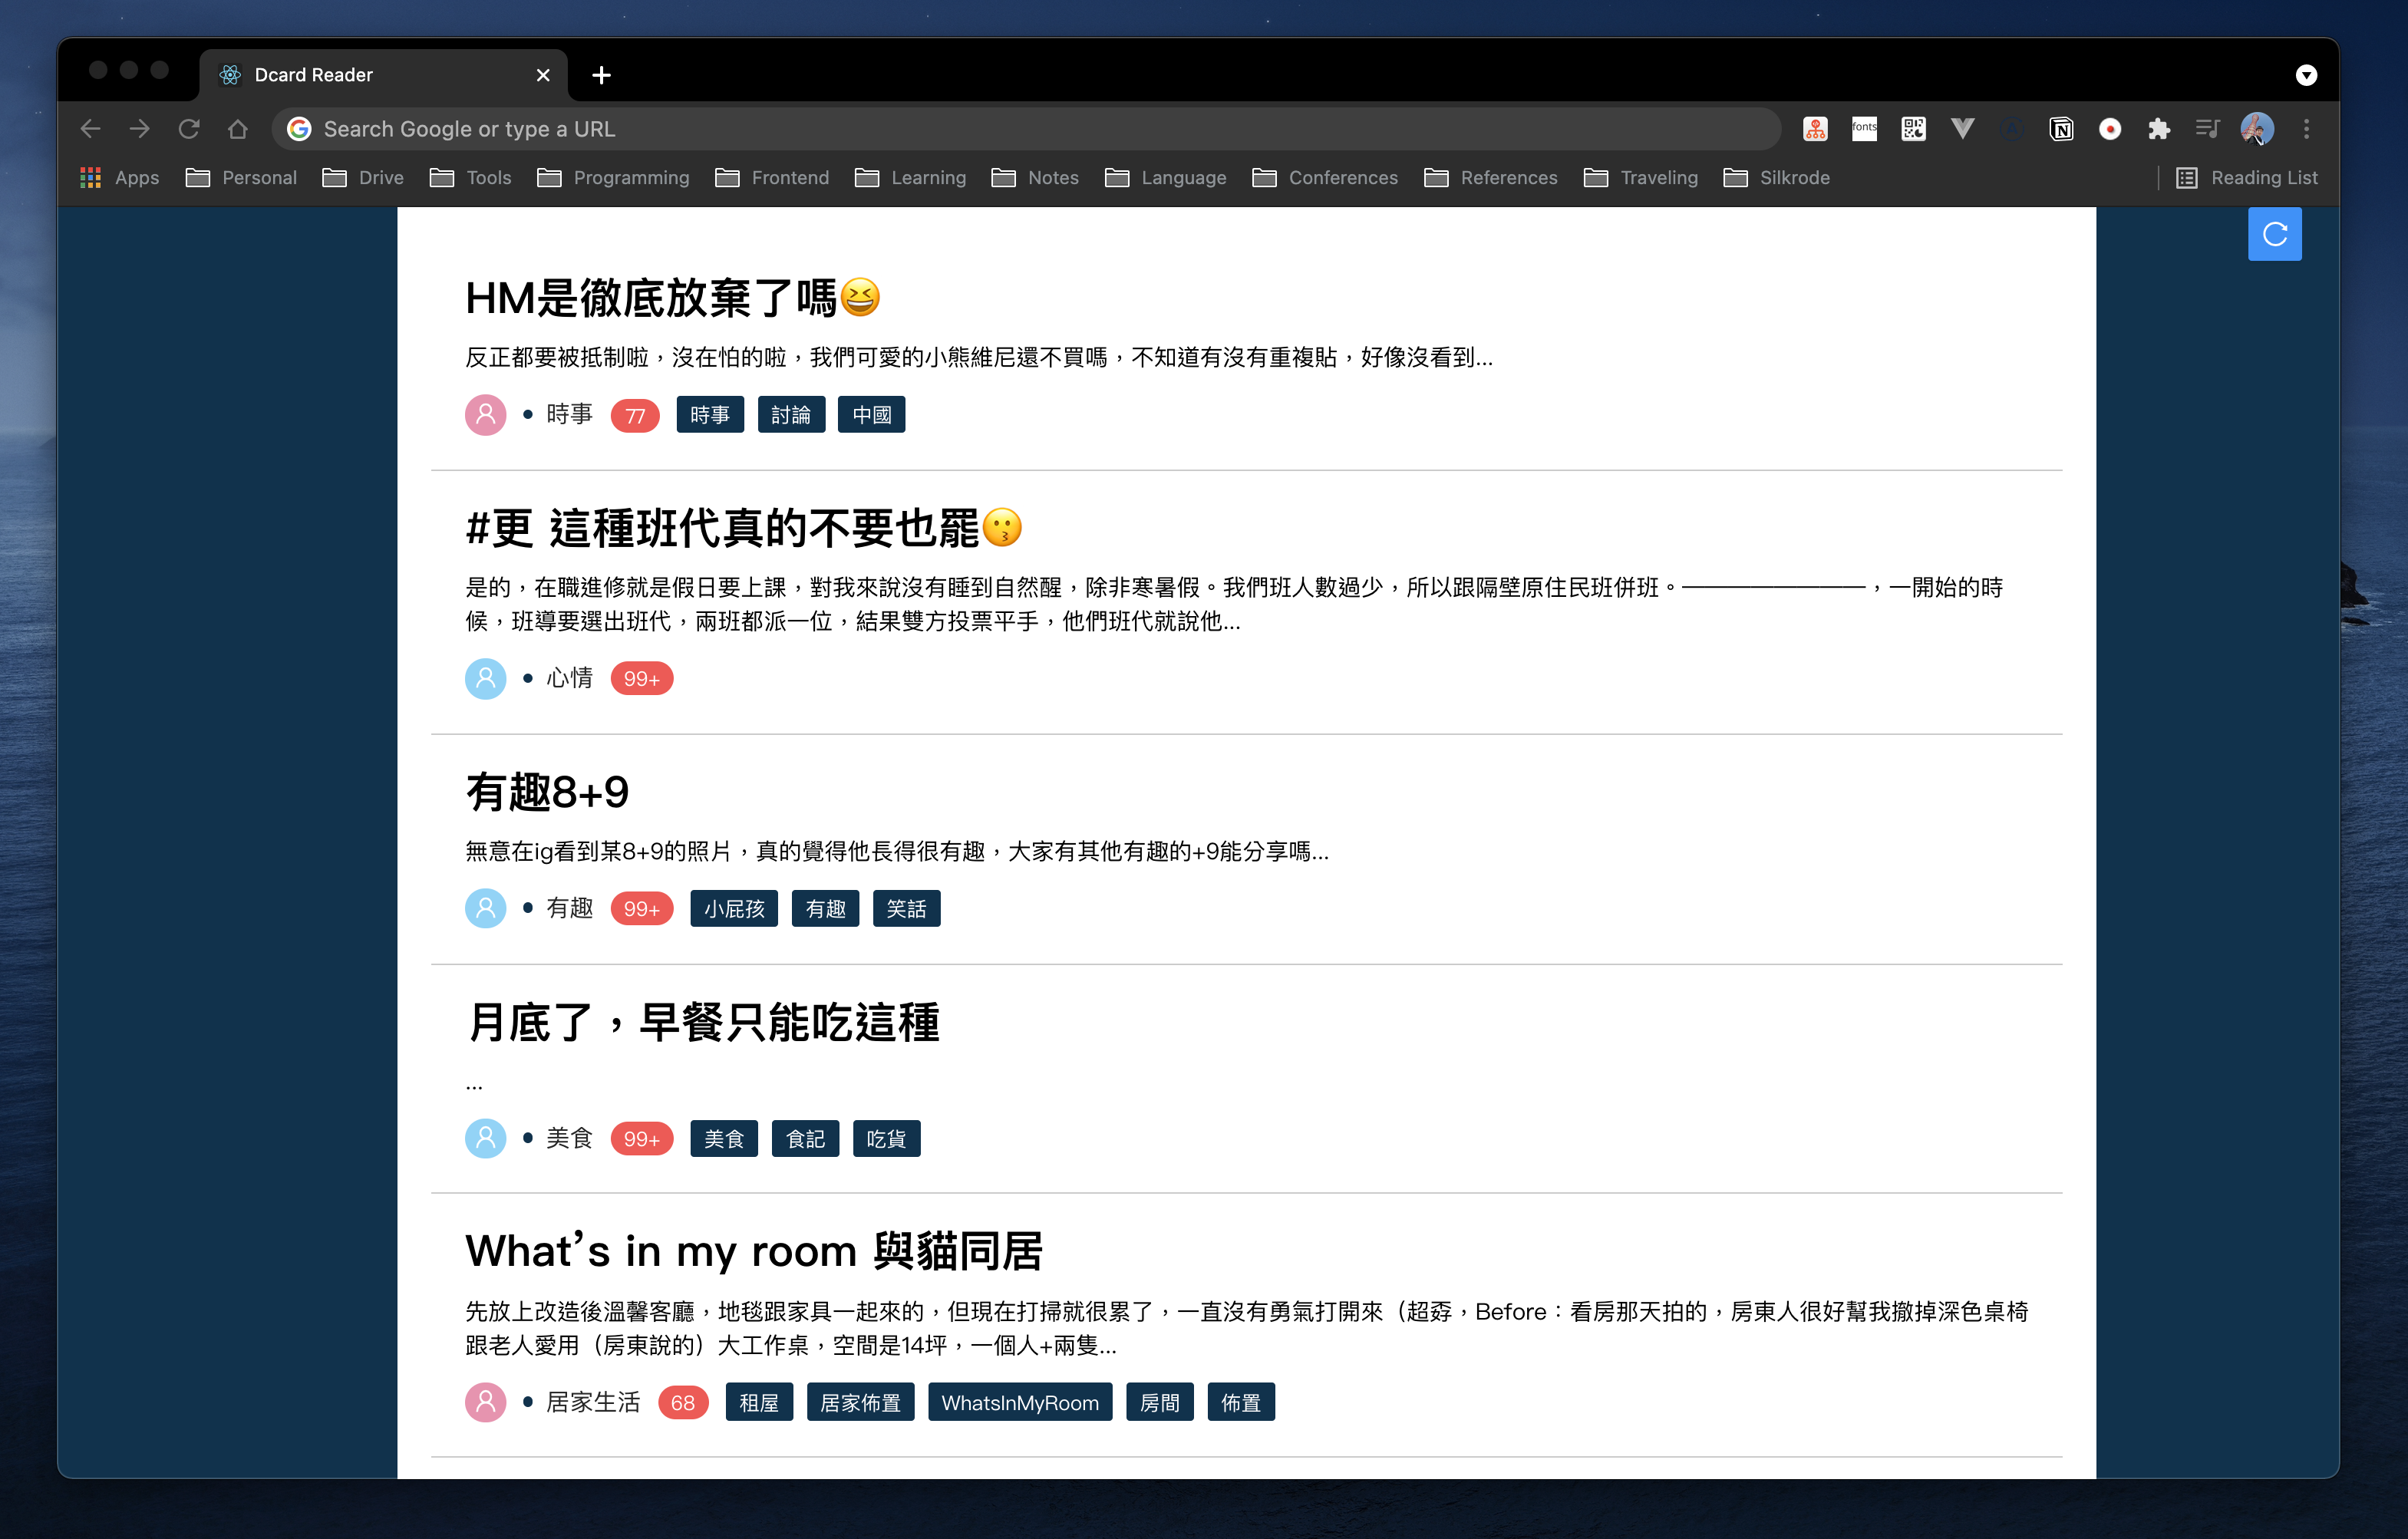 Dcard Reader
Search Google or type a URL
fonts
Apps Personal Drive Tools Programming Frontend Learning Notes Language Conferences References Traveling Silkrode Reading List
HM是徹底放棄了嗎😆
反正都要被抵制啦，沒在怕的啦，我們可愛的小熊維尼還不買嗎，不知道有沒有重複貼，好像沒看到...
• 時事 77 時事 討論 中國
#更 這種班代真的不要也罷😗
是的，在職進修就是假日要上課，對我來說沒有睡到自然醒，除非寒暑假。我們班人數過少，所以跟隔壁原住民班併班。————————，一開始的時
候，班導要選出班代，兩班都派一位，結果雙方投票平手，他們班代就說他...
• 心情 99+
有趣8+9
無意在ig看到某8+9的照片，真的覺得他長得很有趣，大家有其他有趣的+9能分享嗎...
• 有趣 99+ 小屁孩 有趣 笑話
月底了，早餐只能吃這種
...
• 美食 99+ 美食 食記 吃貨
What’s in my room 與貓同居
先放上改造後溫馨客廳，地毯跟家具一起來的，但現在打掃就很累了，一直沒有勇氣打開來（超孬，Before：看房那天拍的，房東人很好幫我撤掉深色桌椅
跟老人愛用（房東說的）大工作桌，空間是14坪，一個人+兩隻...
• 居家生活 68 租屋 居家佈置 WhatsInMyRoom 房間 佈置